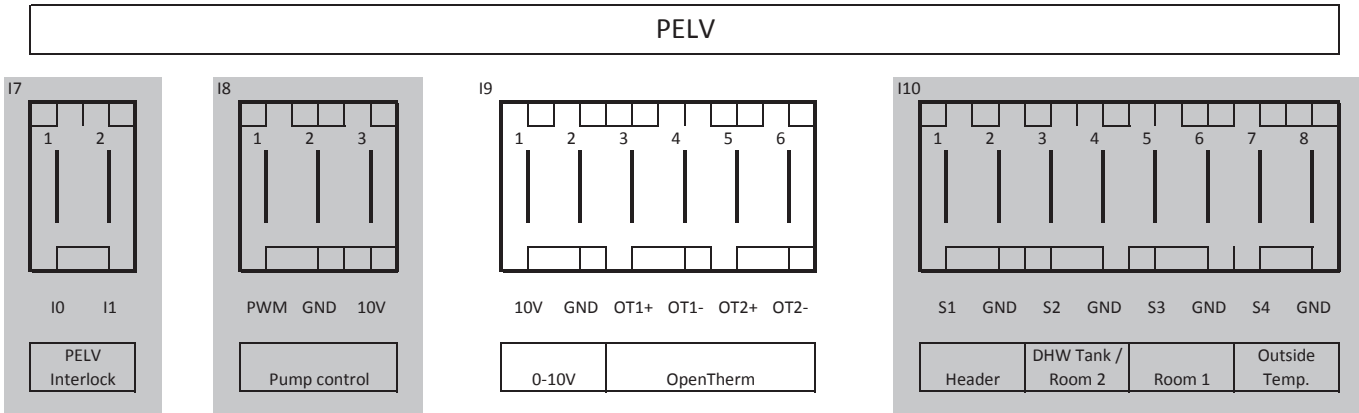 PELV
I7 I8 I9 I10
1 2 1 2 3 1 2 3 4 5 6 1 2 3 4 5 6 7 8
I0 I1 PWM GND 10V 10V GND OT1+ OT1- OT2+ OT2- S1 GND S2 GND S3 GND S4 GND
PELV
Interlock
Pump control
0-10V
OpenTherm
Header
DHW Tank /
Room 2
Room 1
Outside
Temp.